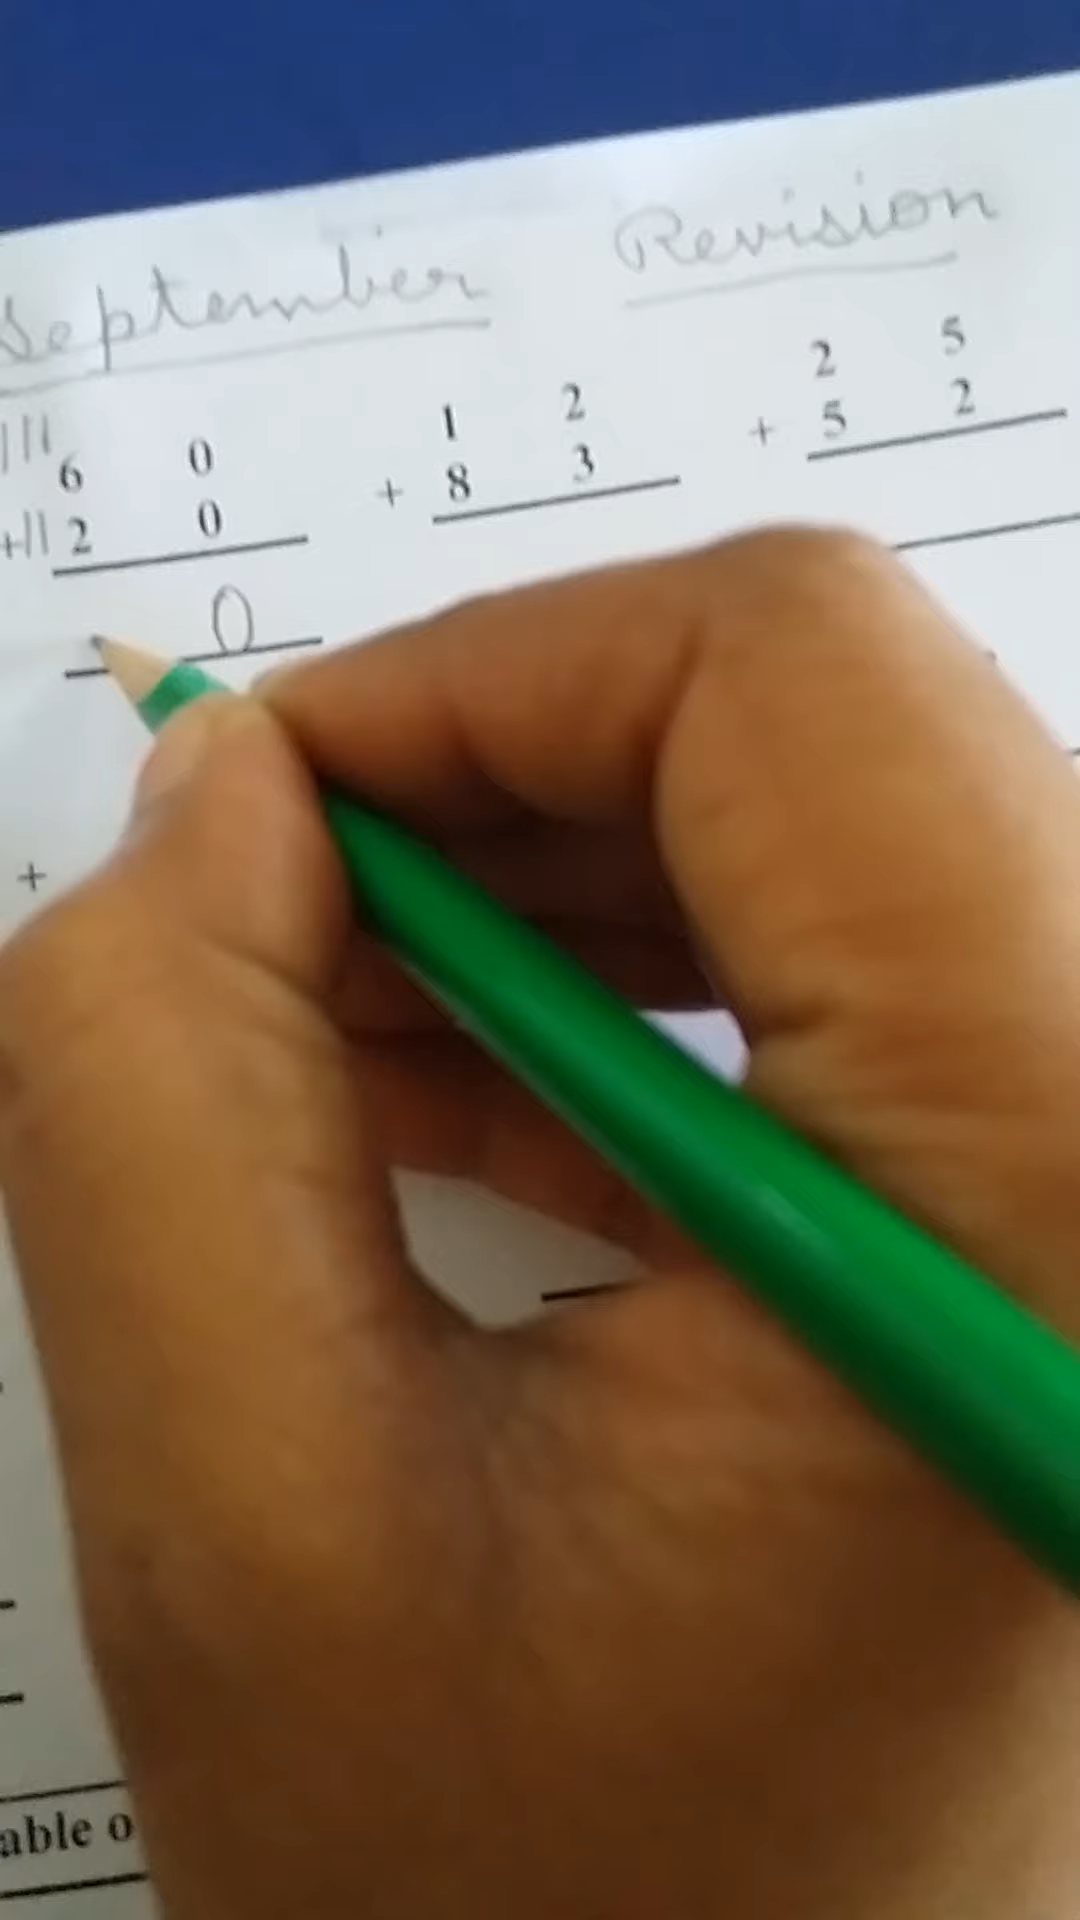 September Revision
6 0
+ 2 0
0
1 2
+ 8 3
2 5
+ 5 2
+
able o